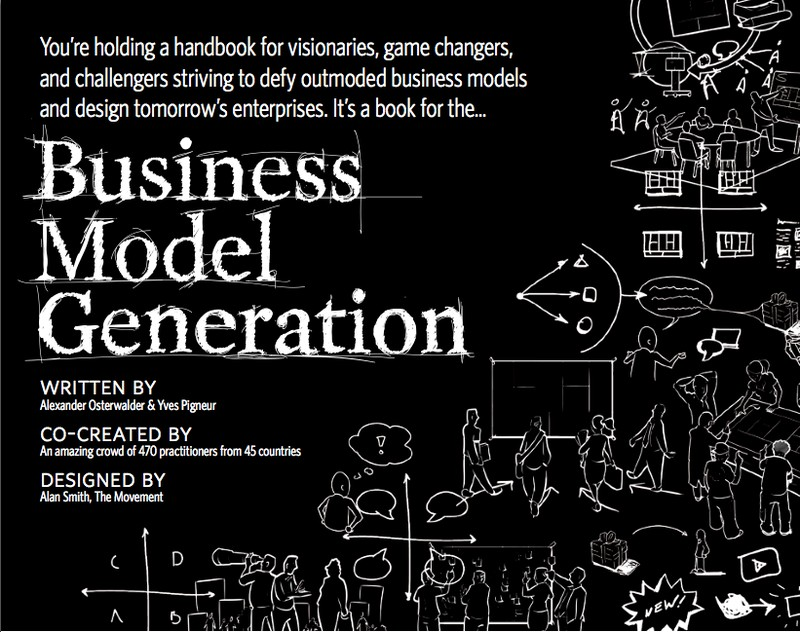 You're holding a handbook for visionaries, game changers,
and challengers striving to defy outmoded business models
and design tomorrow's enterprises. It's a book for the...
Business
Model
Generation
WRITTEN BY
Alexander Osterwalder & Yves Pigneur
CO-CREATED BY
An amazing crowd of 470 practitioners from 45 countries
DESIGNED BY
Alan Smith, The Movement
!
C D
A B
NEW!